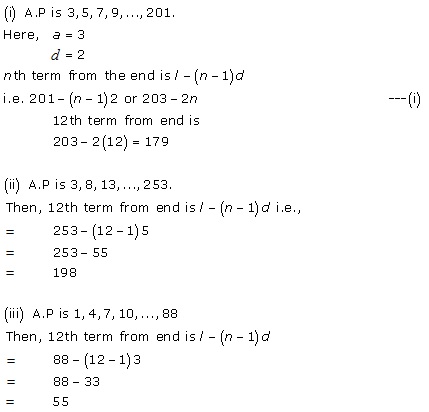 (i) A.P is 3, 5, 7, 9, ..., 201.
Here, a = 3
d = 2
nth term from the end is l – (n – 1)d
i.e. 201 – (n – 1)2 or 203 – 2n ---(i)
12th term from end is
203 – 2(12) = 179
(ii) A.P is 3, 8, 13, ..., 253.
Then, 12th term from end is l – (n – 1)d i.e.,
= 253 – (12 – 1)5
= 253 – 55
= 198
(iii) A.P is 1, 4, 7, 10, ..., 88
Then, 12th term from end is l – (n – 1)d
= 88 – (12 – 1)3
= 88 – 33
= 55